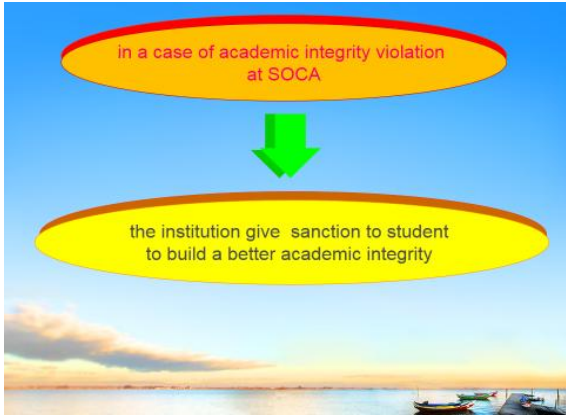 in a case of academic integrity violation
at SOCA
the institution give  sanction to student
to build a better academic integrity